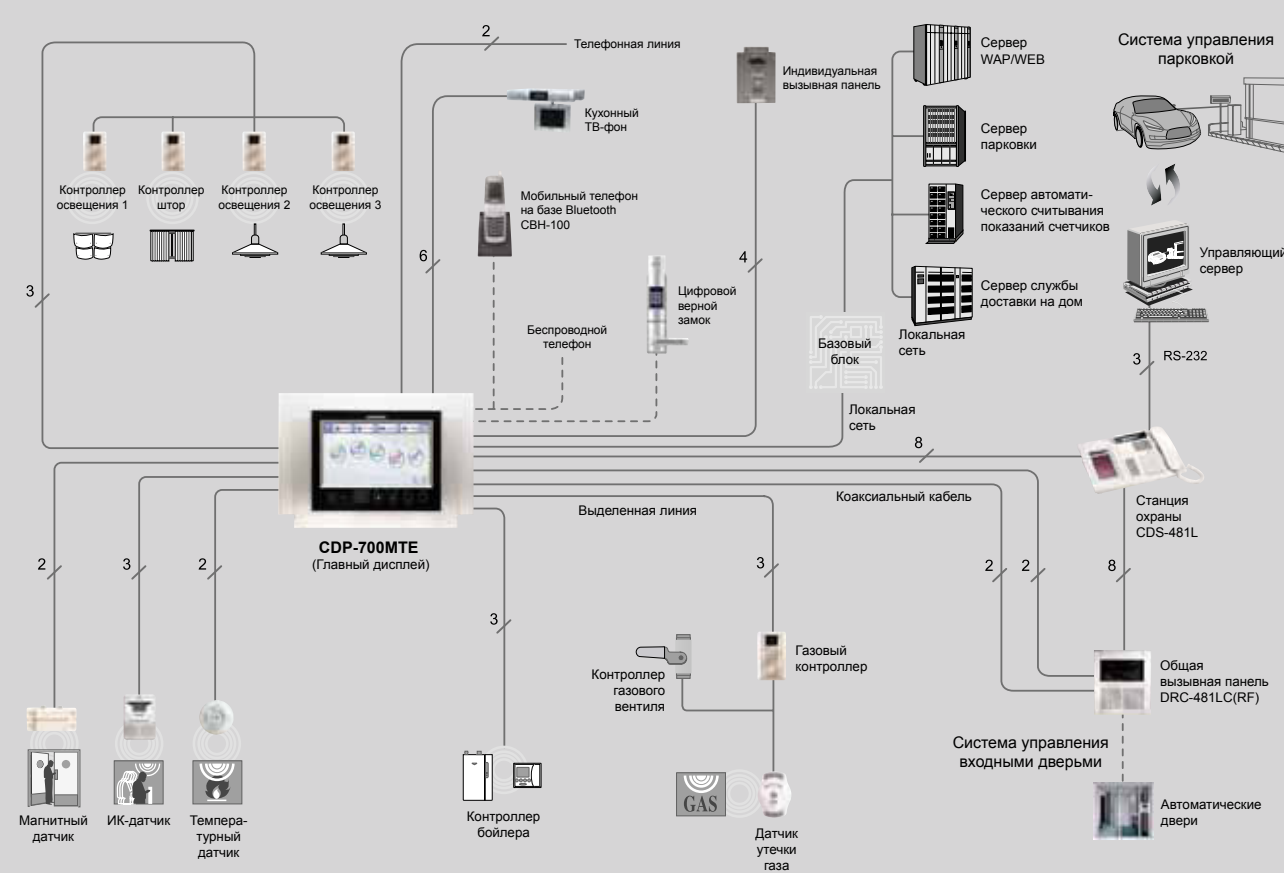 2
Телефонная линия
Кухонный
ТВ-фон
Индивидуальная
вызывная панель
Сервер
WAP/WEB
Система управления
парковкой
Сервер
парковки
Контроллер
освещения 1
Контроллер
штор
Контроллер
освещения 2
Контроллер
освещения 3
Мобильный телефон
на базе Bluetooth
CBH-100
Сервер автомати-
ческого считывания
показаний счетчиков
Управляющий
сервер
6
4
3
Цифровой
верной
замок
Сервер службы
доставки на дом
Беспроводной
телефон
Базовый
блок
Локальная
сеть
3
RS-232
Локальная
сеть
8
Коаксиальный кабель
Выделенная линия
Станция
охраны
CDS-481L
CDP-700MTE
(Главный дисплей)
2
3
2
3
2
2
8
3
Контроллер
газового
вентиля
Газовый
контроллер
Общая
вызывная панель
DRC-481LC(RF)
Система управления
входными дверьми
GAS
Автоматические
двери
Магнитный
датчик
ИК-датчик
Темпера-
турный
датчик
Контроллер
бойлера
Датчик
утечки
газа